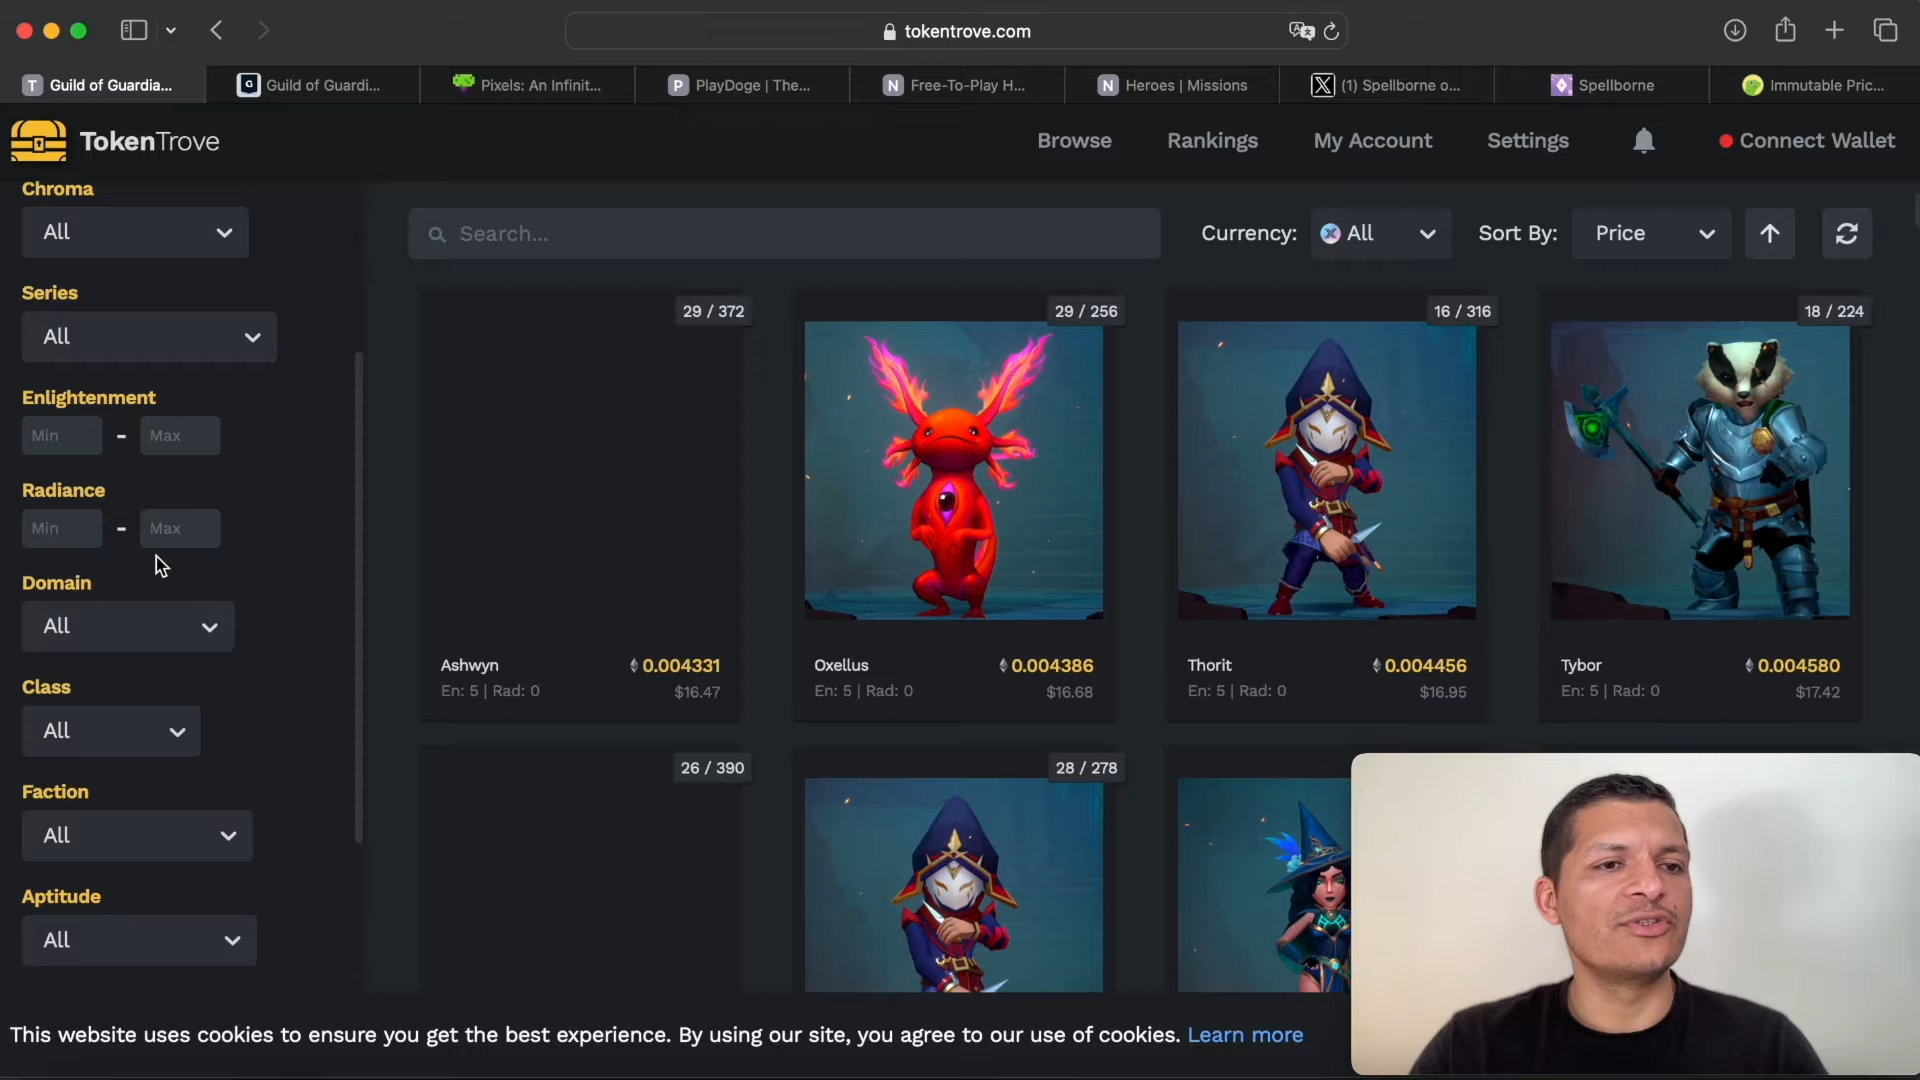 tokentrove.com
T Guild of Guardia...
G Guild of Guardi...
Pixels: An Infinit...
P PlayDoge | The...
N Free-To-Play H...
N Heroes | Missions
X (1) Spellborne o...
Spellborne
Immutable Pric...
TokenTrove
Browse
Rankings
My Account
Settings
Connect Wallet
Chroma
All
Series
All
Enlightenment
Min - Max
Radiance
Min - Max
Domain
All
Class
All
Faction
All
Aptitude
All
Search...
Currency: All
Sort By: Price
29 / 372
29 / 256
16 / 316
18 / 224
Ashwyn 0.004331
En: 5 | Rad: 0 $16.47
Oxellus 0.004386
En: 5 | Rad: 0 $16.68
Thorit 0.004456
En: 5 | Rad: 0 $16.95
Tybor 0.004580
En: 5 | Rad: 0 $17.42
26 / 390
28 / 278
This website uses cookies to ensure you get the best experience. By using our site, you agree to our use of cookies. Learn more